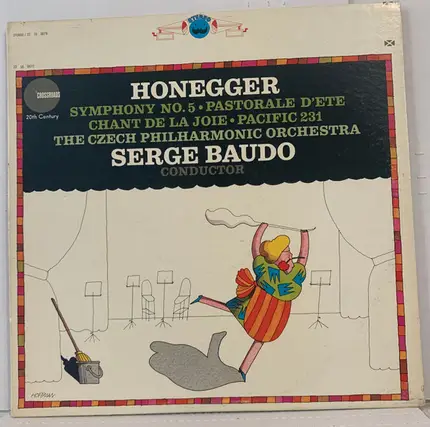 STEREO
HONEGGER
CROSSROADS
20th Century
SYMPHONY NO. 5 • PASTORALE D'ETE
CHANT DE LA JOIE • PACIFIC 231
THE CZECH PHILHARMONIC ORCHESTRA
SERGE BAUDO
CONDUCTOR